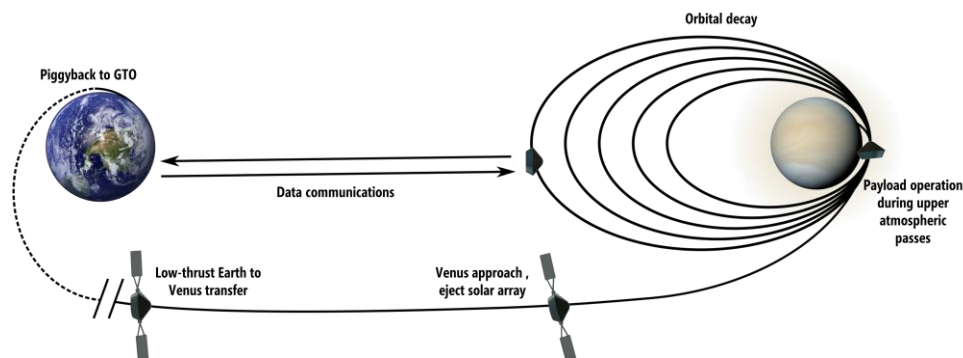 Orbital decay
Piggyback to GTO
Data communications
Payload operation
during upper
atmospheric
passes
Low-thrust Earth to
Venus transfer
Venus approach ,
eject solar array